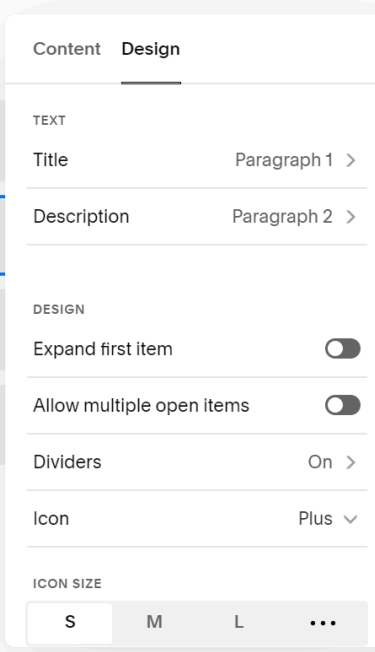 Content Design
TEXT
Title Paragraph 1
Description Paragraph 2
DESIGN
Expand first item
Allow multiple open items
Dividers On
Icon Plus
ICON SIZE
S M L •••